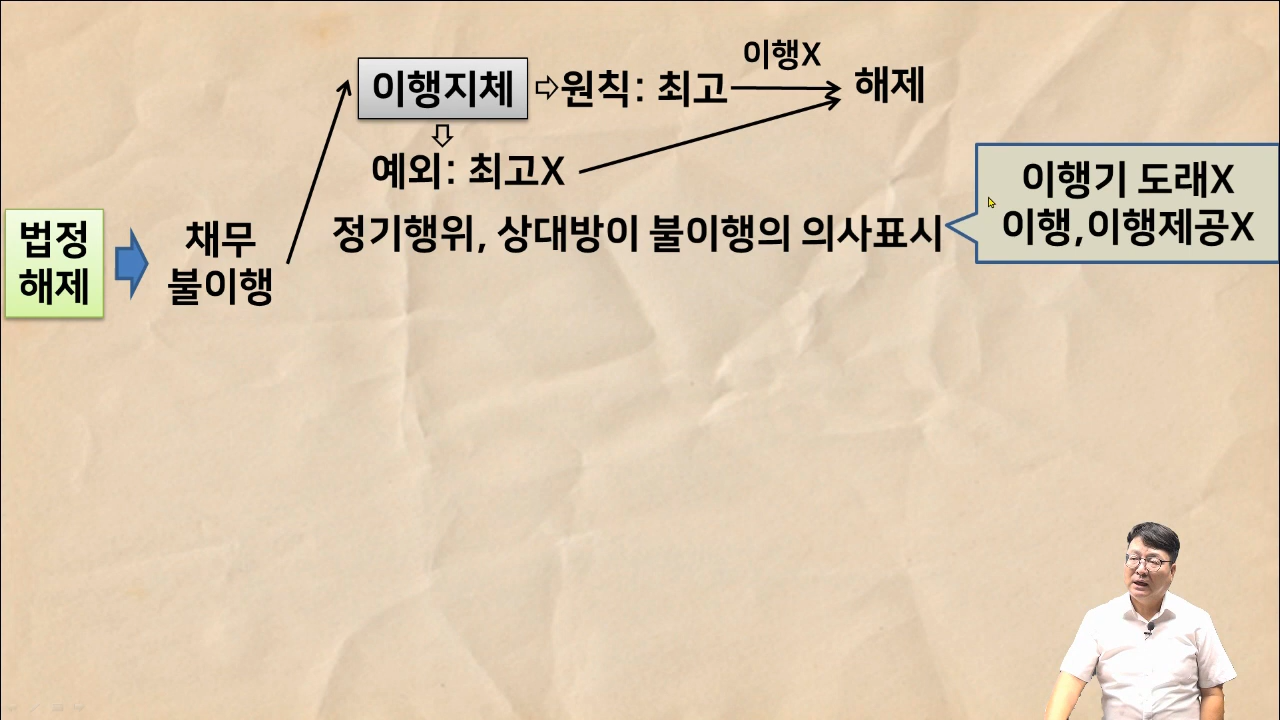 이행X
이행지체 ⇨원칙: 최고 해제
예외: 최고X
정기행위, 상대방이 불이행의 의사표시
이행기 도래X
이행,이행제공X
법정
해제
채무
불이행